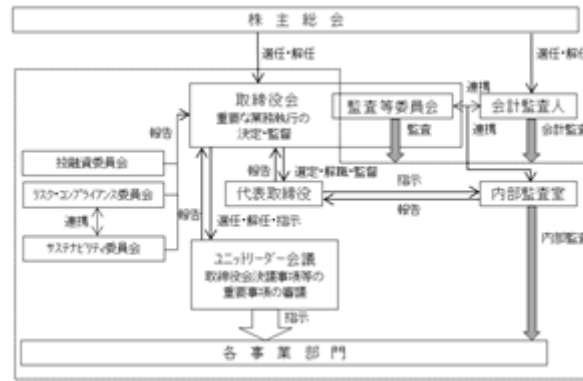 株主総会
選任・解任
選任・解任
取締役会
重要な業務執行の
決定・監督
監査等委員会
連携
会計監査人
監査
連携
会計監査
報告
投融資委員会
リスク・コンプライアンス委員会
連携
サステナビリティ委員会
報告
選定・解職・監督
代表取締役
指示
報告
内部監査室
報告
選任・解任・指示
内部監査
ユニットリーダー会議
取締役会決議事項等の
重要事項の審議
指示
各事業部門